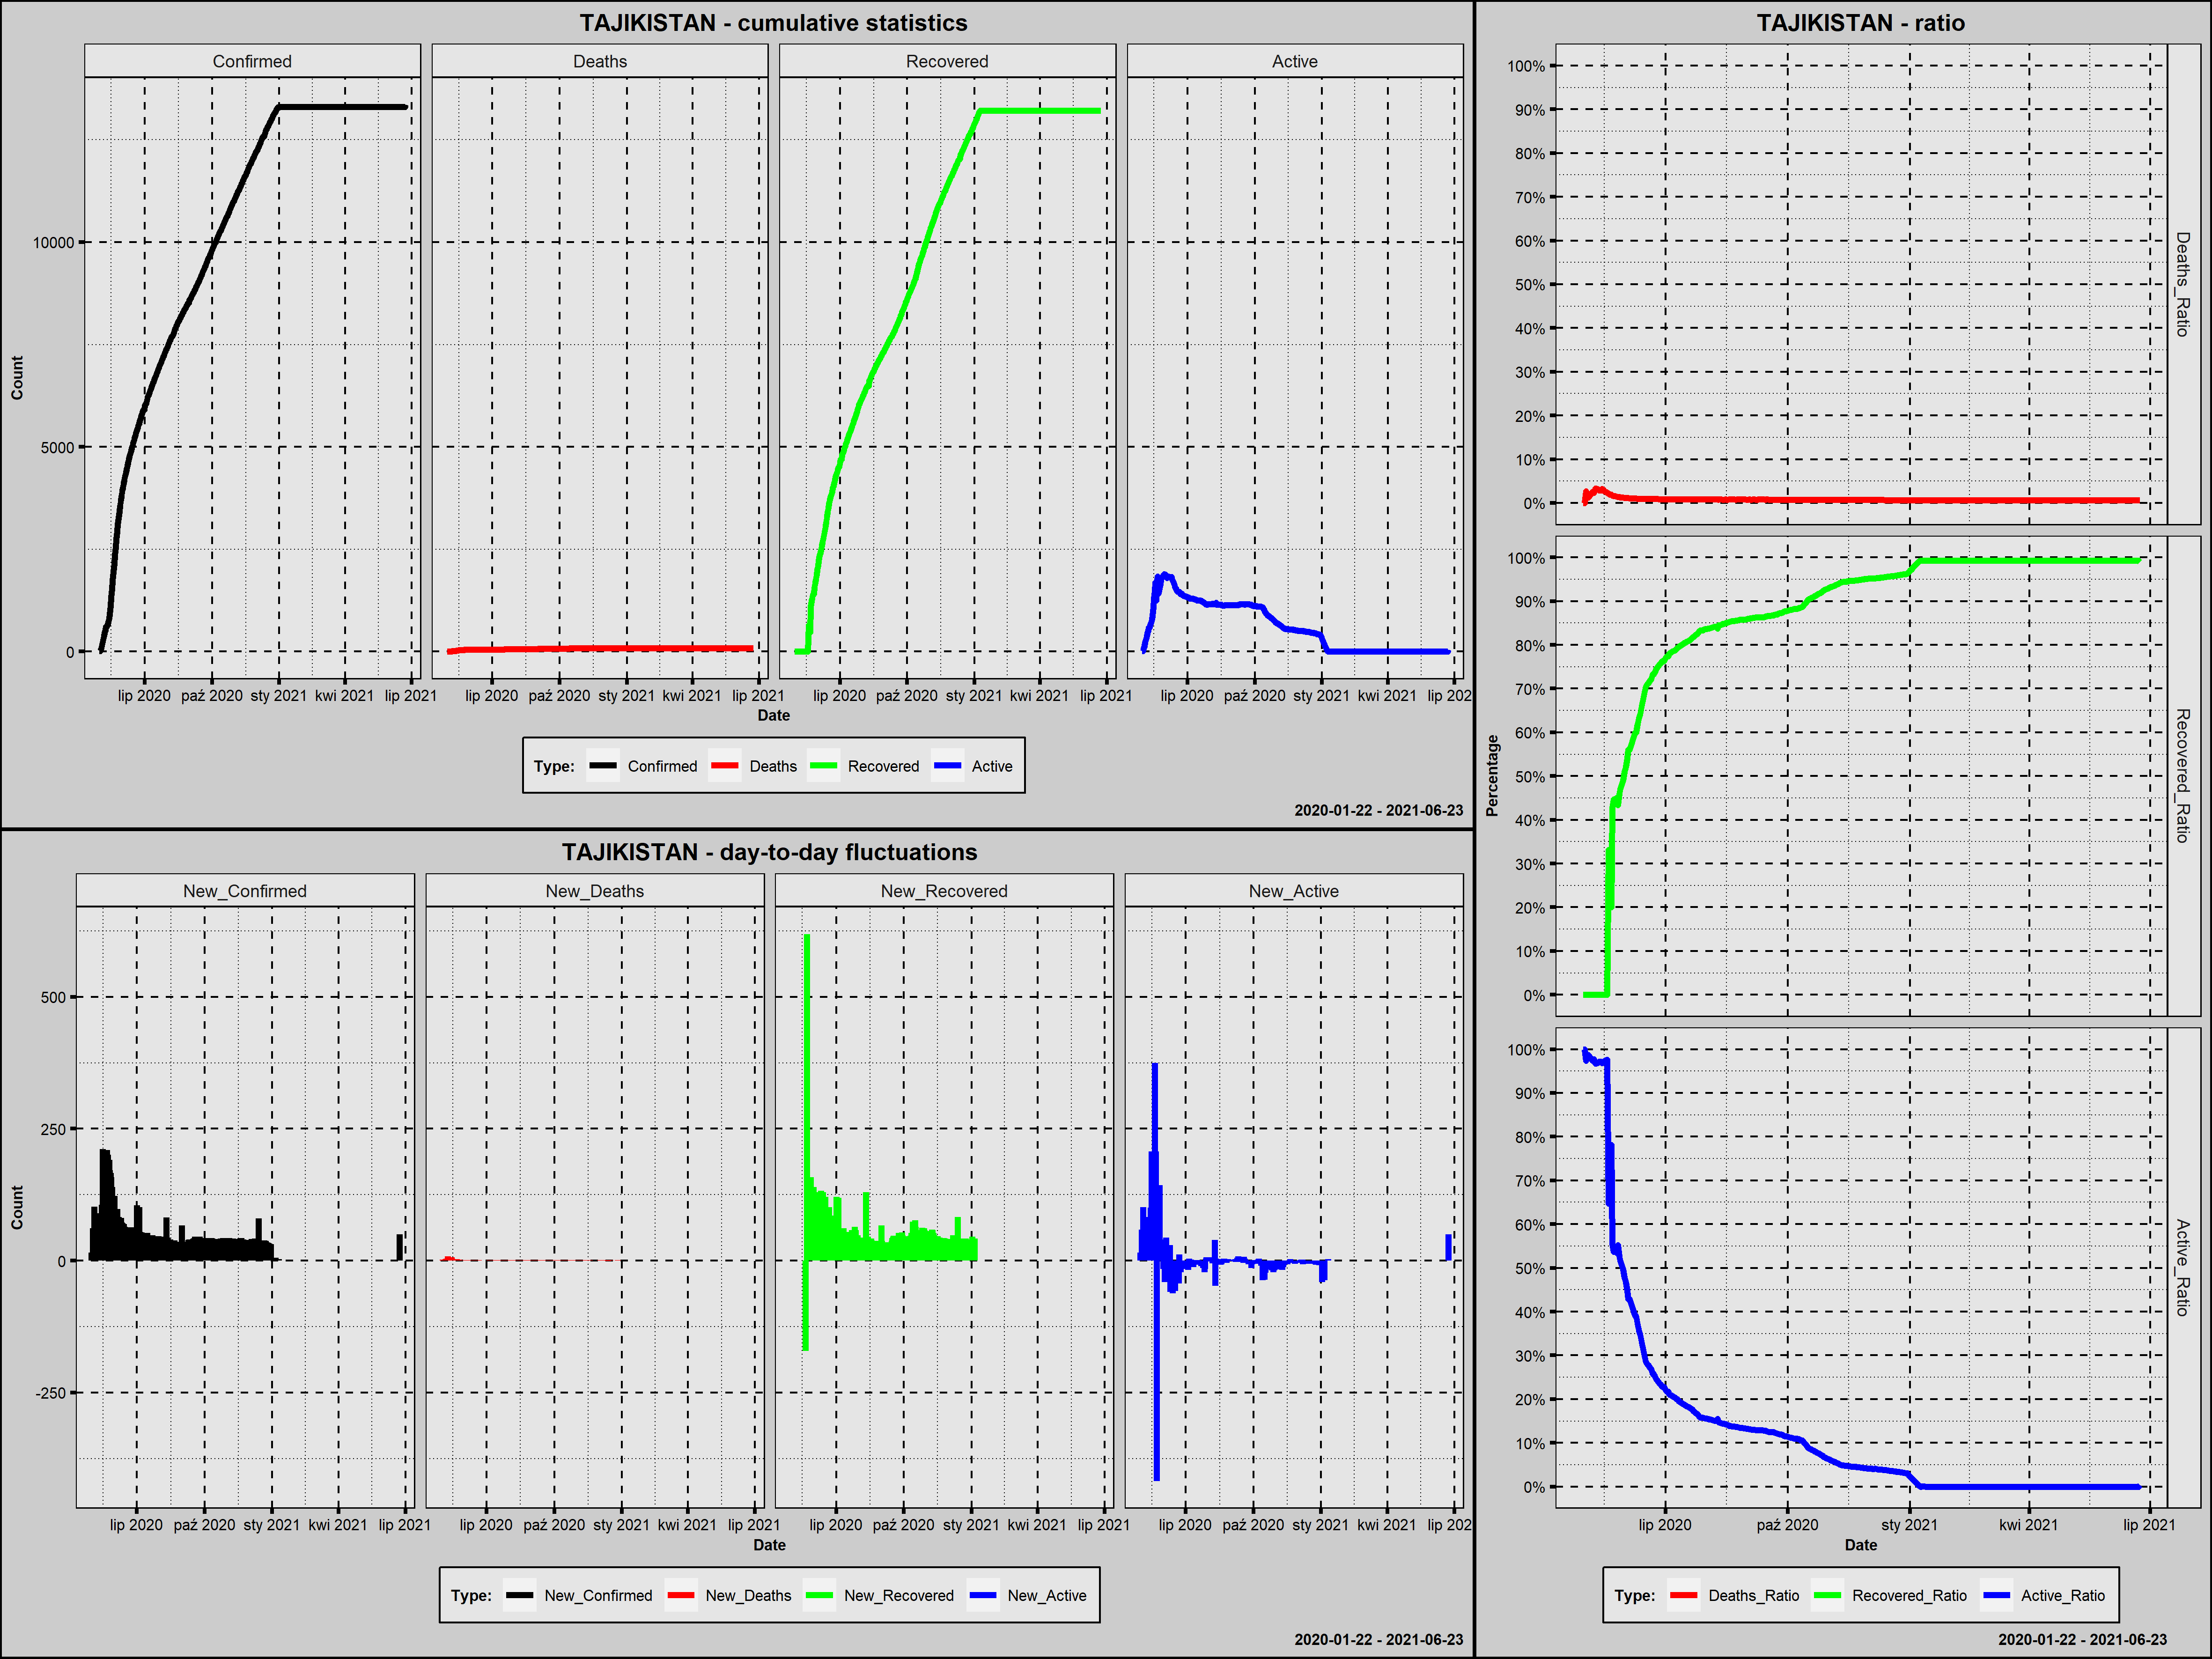 TAJIKISTAN - cumulative statistics
Confirmed Deaths Recovered Active
Count
10000
5000
0
lip 2020 paź 2020 sty 2021 kwi 2021 lip 2021 lip 2020 paź 2020 sty 2021 kwi 2021 lip 2021 lip 2020 paź 2020 sty 2021 kwi 2021 lip 2021 lip 2020 paź 2020 sty 2021 kwi 2021 lip 202
Date
Type: Confirmed Deaths Recovered Active
2020-01-22 - 2021-06-23
TAJIKISTAN - day-to-day fluctuations
New_Confirmed New_Deaths New_Recovered New_Active
Count
500
250
0
-250
lip 2020 paź 2020 sty 2021 kwi 2021 lip 2021 lip 2020 paź 2020 sty 2021 kwi 2021 lip 2021 lip 2020 paź 2020 sty 2021 kwi 2021 lip 2021 lip 2020 paź 2020 sty 2021 kwi 2021 lip 202
Date
Type: New_Confirmed New_Deaths New_Recovered New_Active
2020-01-22 - 2021-06-23
TAJIKISTAN - ratio
Percentage
100%
90%
80%
70%
60%
50%
40%
30%
20%
10%
0%
Deaths_Ratio
100%
90%
80%
70%
60%
50%
40%
30%
20%
10%
0%
Recovered_Ratio
100%
90%
80%
70%
60%
50%
40%
30%
20%
10%
0%
Active_Ratio
lip 2020 paź 2020 sty 2021 kwi 2021 lip 2021
Date
Type: Deaths_Ratio Recovered_Ratio Active_Ratio
2020-01-22 - 2021-06-23